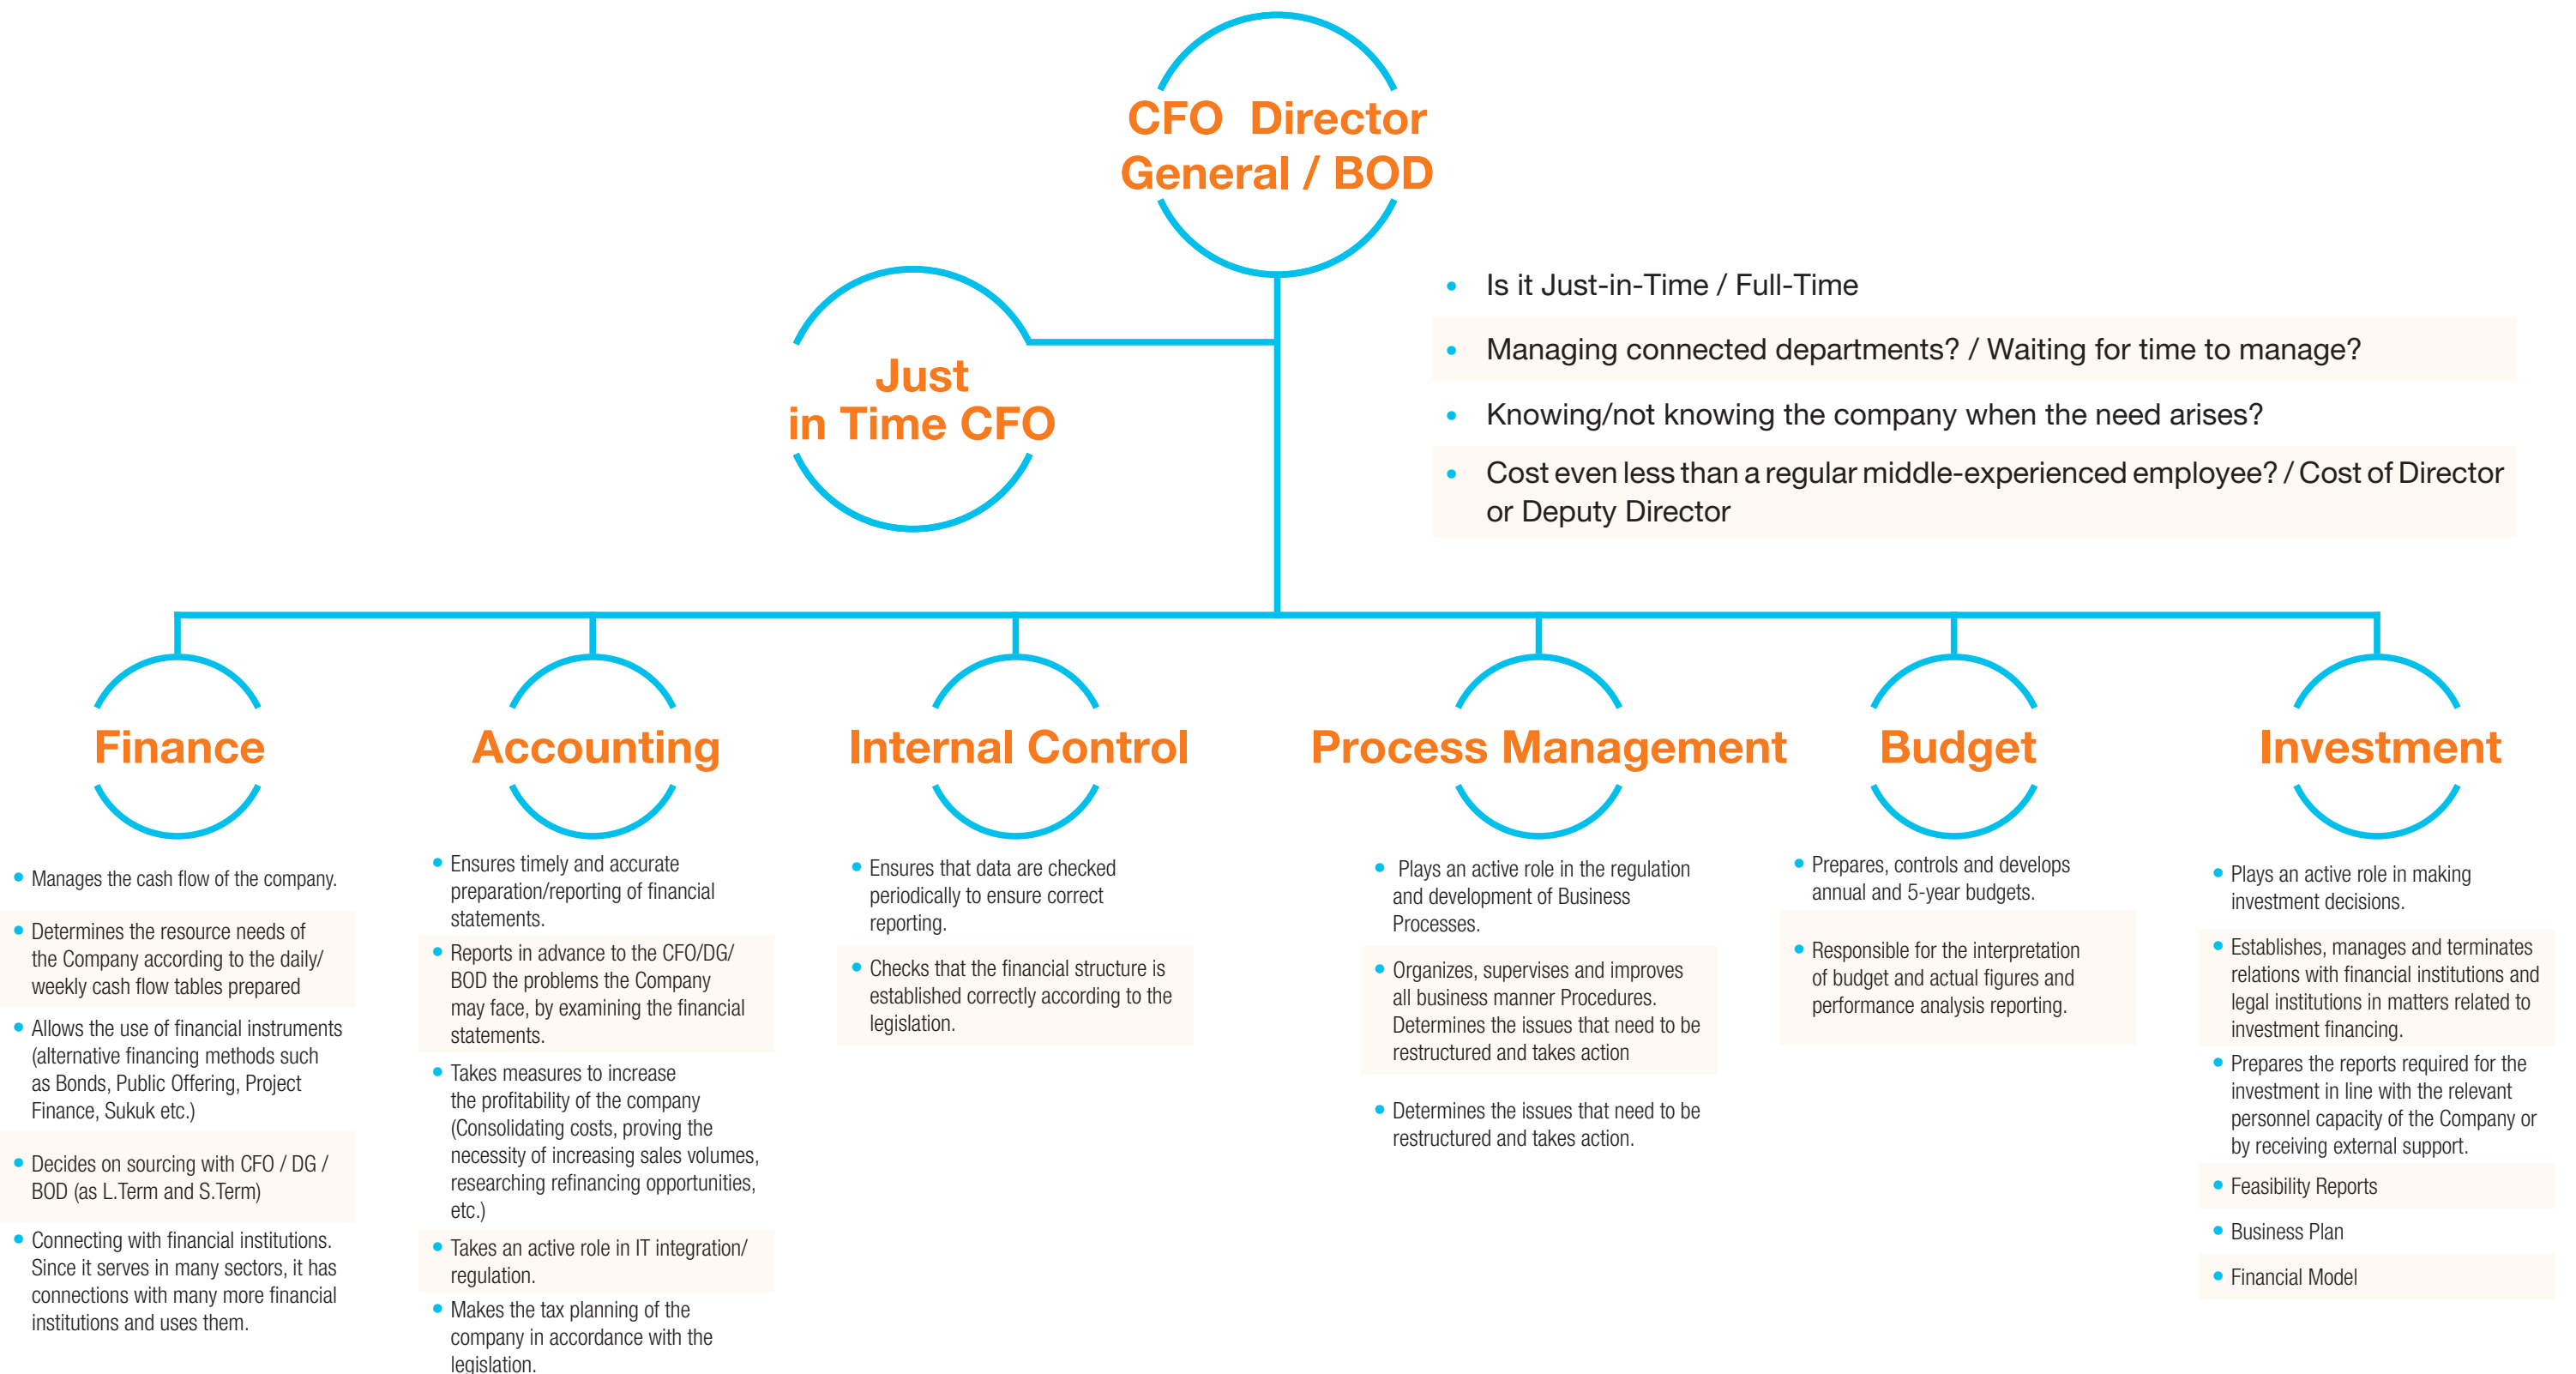 CFO Director
General / BOD
Just
in Time CFO
• Is it Just-in-Time / Full-Time
• Managing connected departments? / Waiting for time to manage?
• Knowing/not knowing the company when the need arises?
• Cost even less than a regular middle-experienced employee? / Cost of Director
or Deputy Director
Finance
• Manages the cash flow of the company.
• Determines the resource needs of
the Company according to the daily/
weekly cash flow tables prepared
• Allows the use of financial instruments
(alternative financing methods such
as Bonds, Public Offering, Project
Finance, Sukuk etc.)
• Decides on sourcing with CFO / DG /
BOD (as L.Term and S.Term)
• Connecting with financial institutions.
Since it serves in many sectors, it has
connections with many more financial
institutions and uses them.
Accounting
• Ensures timely and accurate
preparation/reporting of financial
statements.
• Reports in advance to the CFO/DG/
BOD the problems the Company
may face, by examining the financial
statements.
• Takes measures to increase
the profitability of the company
(Consolidating costs, proving the
necessity of increasing sales volumes,
researching refinancing opportunities,
etc.)
• Takes an active role in IT integration/
regulation.
• Makes the tax planning of the
company in accordance with the
legislation.
Internal Control
• Ensures that data are checked
periodically to ensure correct
reporting.
• Checks that the financial structure is
established correctly according to the
legislation.
Process Management
• Plays an active role in the regulation
and development of Business
Processes.
• Organizes, supervises and improves
all business manner Procedures.
Determines the issues that need to be
restructured and takes action
• Determines the issues that need to be
restructured and takes action.
Budget
• Prepares, controls and develops
annual and 5-year budgets.
• Responsible for the interpretation
of budget and actual figures and
performance analysis reporting.
Investment
• Plays an active role in making
investment decisions.
• Establishes, manages and terminates
relations with financial institutions and
legal institutions in matters related to
investment financing.
• Prepares the reports required for the
investment in line with the relevant
personnel capacity of the Company or
by receiving external support.
• Feasibility Reports
• Business Plan
• Financial Model